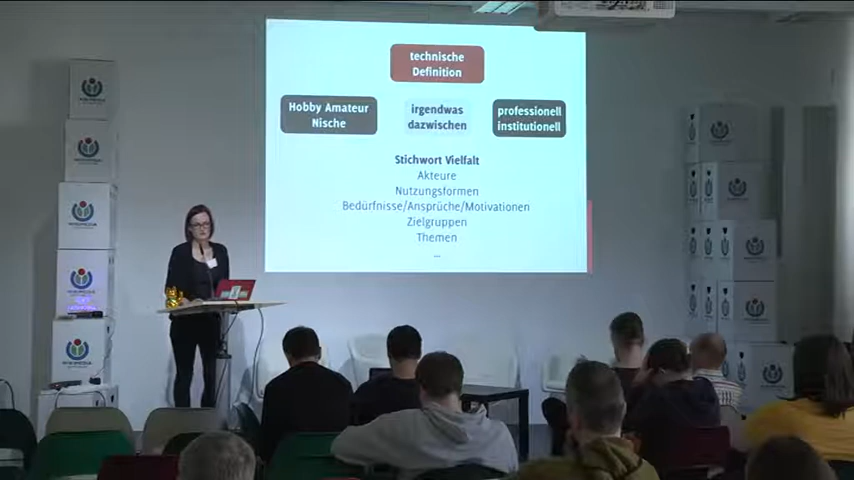 technische
Definition
Hobby Amateur
Nische
irgendwas
dazwischen
professionell
institutionell
Stichwort Vielfalt
Akteure
Nutzungsformen
Bedürfnisse/Ansprüche/Motivationen
Zielgruppen
Themen
...